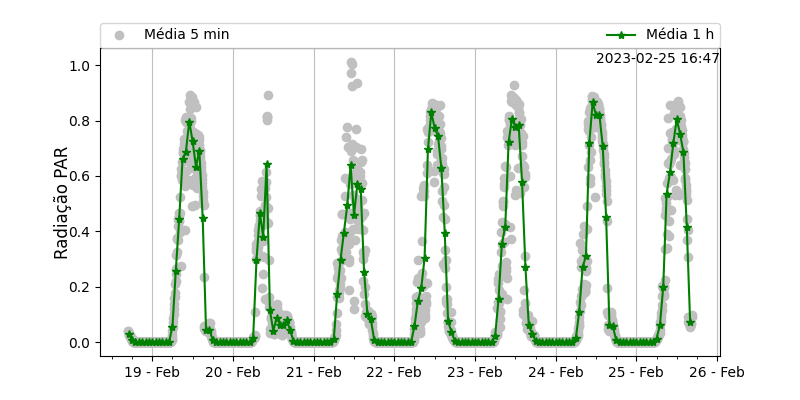 Média 5 min
Média 1 h
2023-02-25 16:47
Radiação PAR
1.0
0.8
0.6
0.4
0.2
0.0
19 - Feb
20 - Feb
21 - Feb
22 - Feb
23 - Feb
24 - Feb
25 - Feb
26 - Feb